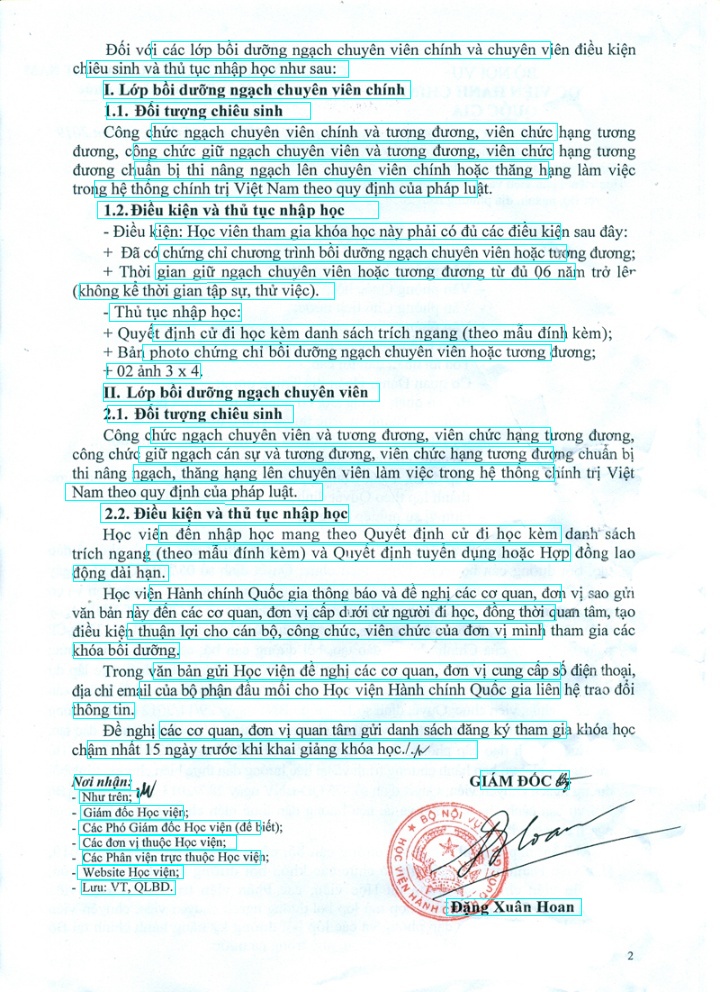 Đối với các lớp bồi dưỡng ngạch chuyên viên chính và chuyên viên điều kiện
chiêu sinh và thủ tục nhập học như sau:
I. Lớp bồi dưỡng ngạch chuyên viên chính
1.1. Đối tượng chiêu sinh
Công chức ngạch chuyên viên chính và tương đương, viên chức hạng tương
đương, công chức giữ ngạch chuyên viên và tương đương, viên chức hạng tương
đương chuẩn bị thi nâng ngạch lên chuyên viên chính hoặc thăng hạng làm việc
trong hệ thống chính trị Việt Nam theo quy định của pháp luật.
1.2. Điều kiện và thủ tục nhập học
- Điều kiện: Học viên tham gia khóa học này phải có đủ các điều kiện sau đây:
+ Đã có chứng chỉ chương trình bồi dưỡng ngạch chuyên viên hoặc tương đương;
+ Thời gian giữ ngạch chuyên viên hoặc tương đương từ đủ 06 năm trở lên
(không kể thời gian tập sự, thử việc).
- Thủ tục nhập học:
+ Quyết định cử đi học kèm danh sách trích ngang (theo mẫu đính kèm);
+ Bản photo chứng chỉ bồi dưỡng ngạch chuyên viên hoặc tương đương;
+ 02 ảnh 3 x 4.
II. Lớp bồi dưỡng ngạch chuyên viên
2.1. Đối tượng chiêu sinh
Công chức ngạch chuyên viên và tương đương, viên chức hạng tương đương,
công chức giữ ngạch cán sự và tương đương, viên chức hạng tương đương chuẩn bị
thi nâng ngạch, thăng hạng lên chuyên viên làm việc trong hệ thống chính trị Việt
Nam theo quy định của pháp luật.
2.2. Điều kiện và thủ tục nhập học
Học viên đến nhập học mang theo Quyết định cử đi học kèm danh sách
trích ngang (theo mẫu đính kèm) và Quyết định tuyển dụng hoặc Hợp đồng lao
động dài hạn.
Học viện Hành chính Quốc gia thông báo và đề nghị các cơ quan, đơn vị sao gửi
văn bản này đến các cơ quan, đơn vị cấp dưới cử người đi học, đồng thời quan tâm, tạo
điều kiện thuận lợi cho cán bộ, công chức, viên chức của đơn vị mình tham gia các
khóa bồi dưỡng.
Trong văn bản gửi Học viện đề nghị các cơ quan, đơn vị cung cấp số điện thoại,
địa chỉ email của bộ phận đầu mối cho Học viện Hành chính Quốc gia liên hệ trao đổi
thông tin.
Đề nghị các cơ quan, đơn vị quan tâm gửi danh sách đăng ký tham gia khóa học
chậm nhất 15 ngày trước khi khai giảng khóa học./.
Nơi nhận:
- Như trên;
- Giám đốc Học viện;
- Các Phó Giám đốc Học viện (để biết);
- Các đơn vị thuộc Học viện;
- Các Phân viện trực thuộc Học viện;
- Website Học viện;
- Lưu: VT, QLBD.
GIÁM ĐỐC
BỘ NỘI VỤ
HỌC VIỆN HÀNH CHÍNH QUỐC
Đặng Xuân Hoan
2